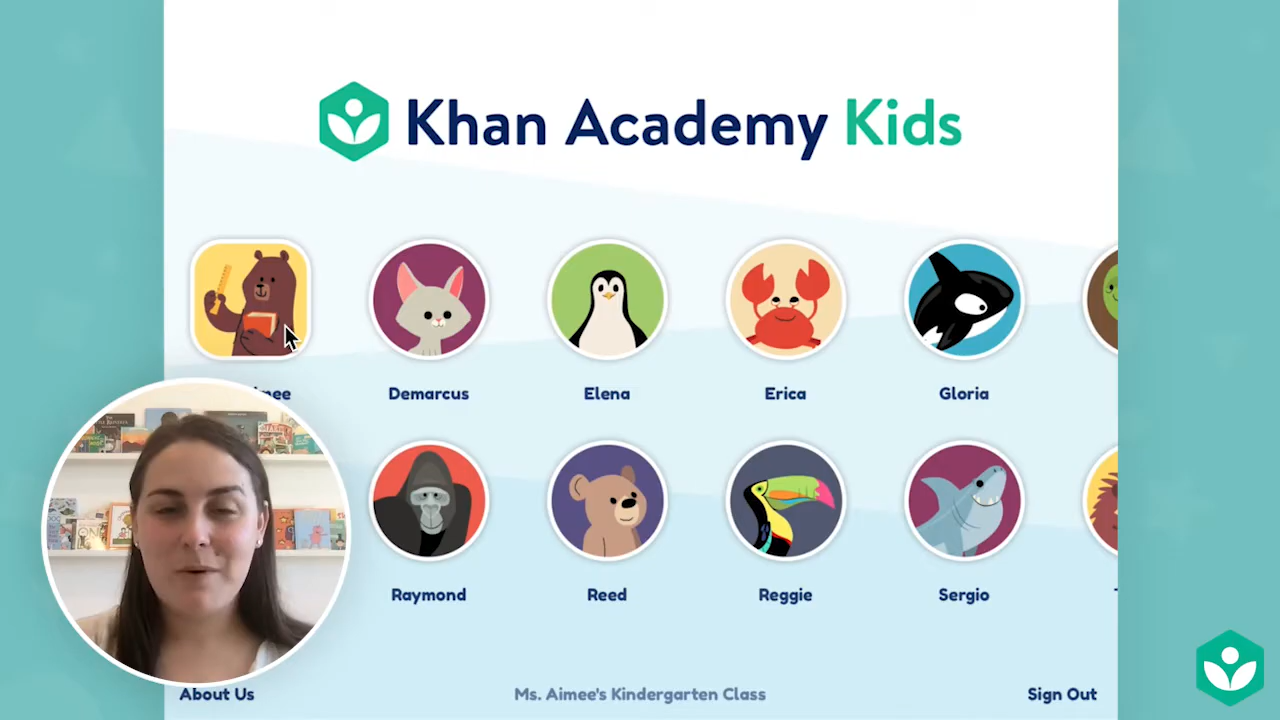 Khan Academy Kids
Demarcus
Elena
Erica
Gloria
Raymond
Reed
Reggie
Sergio
About Us
Ms. Aimee's Kindergarten Class
Sign Out